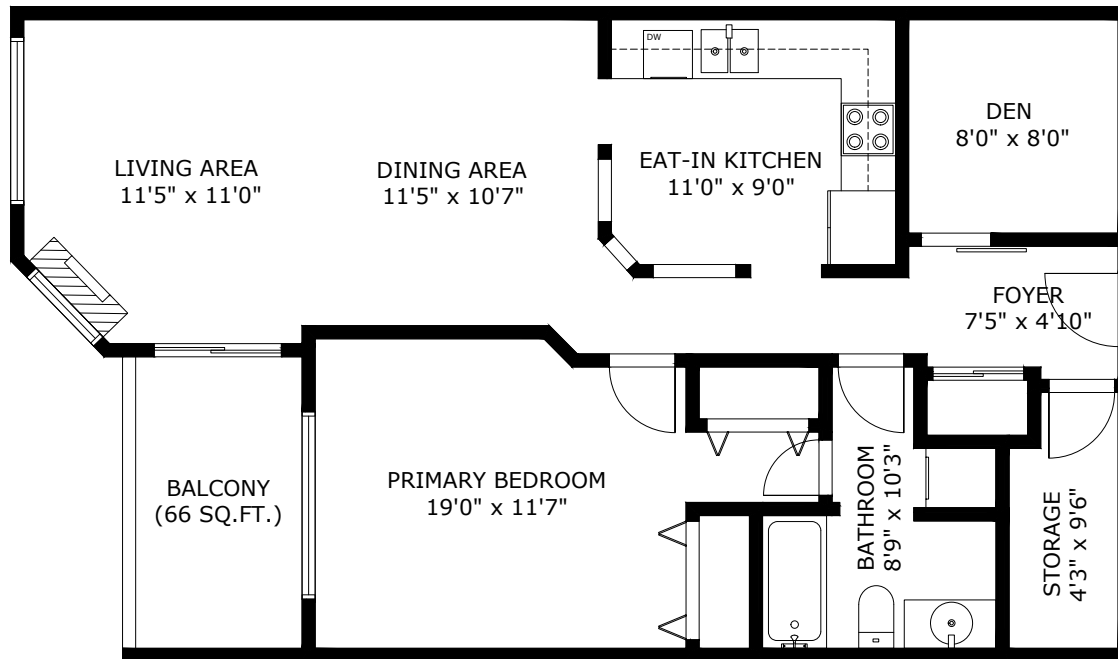 DW
LIVING AREA
11'5" x 11'0"
DINING AREA
11'5" x 10'7"
EAT-IN KITCHEN
11'0" x 9'0"
DEN
8'0" x 8'0"
FOYER
7'5" x 4'10"
BALCONY
(66 SQ.FT.)
PRIMARY BEDROOM
19'0" x 11'7"
BATHROOM
8'9" x 10'3"
STORAGE
4'3" x 9'6"